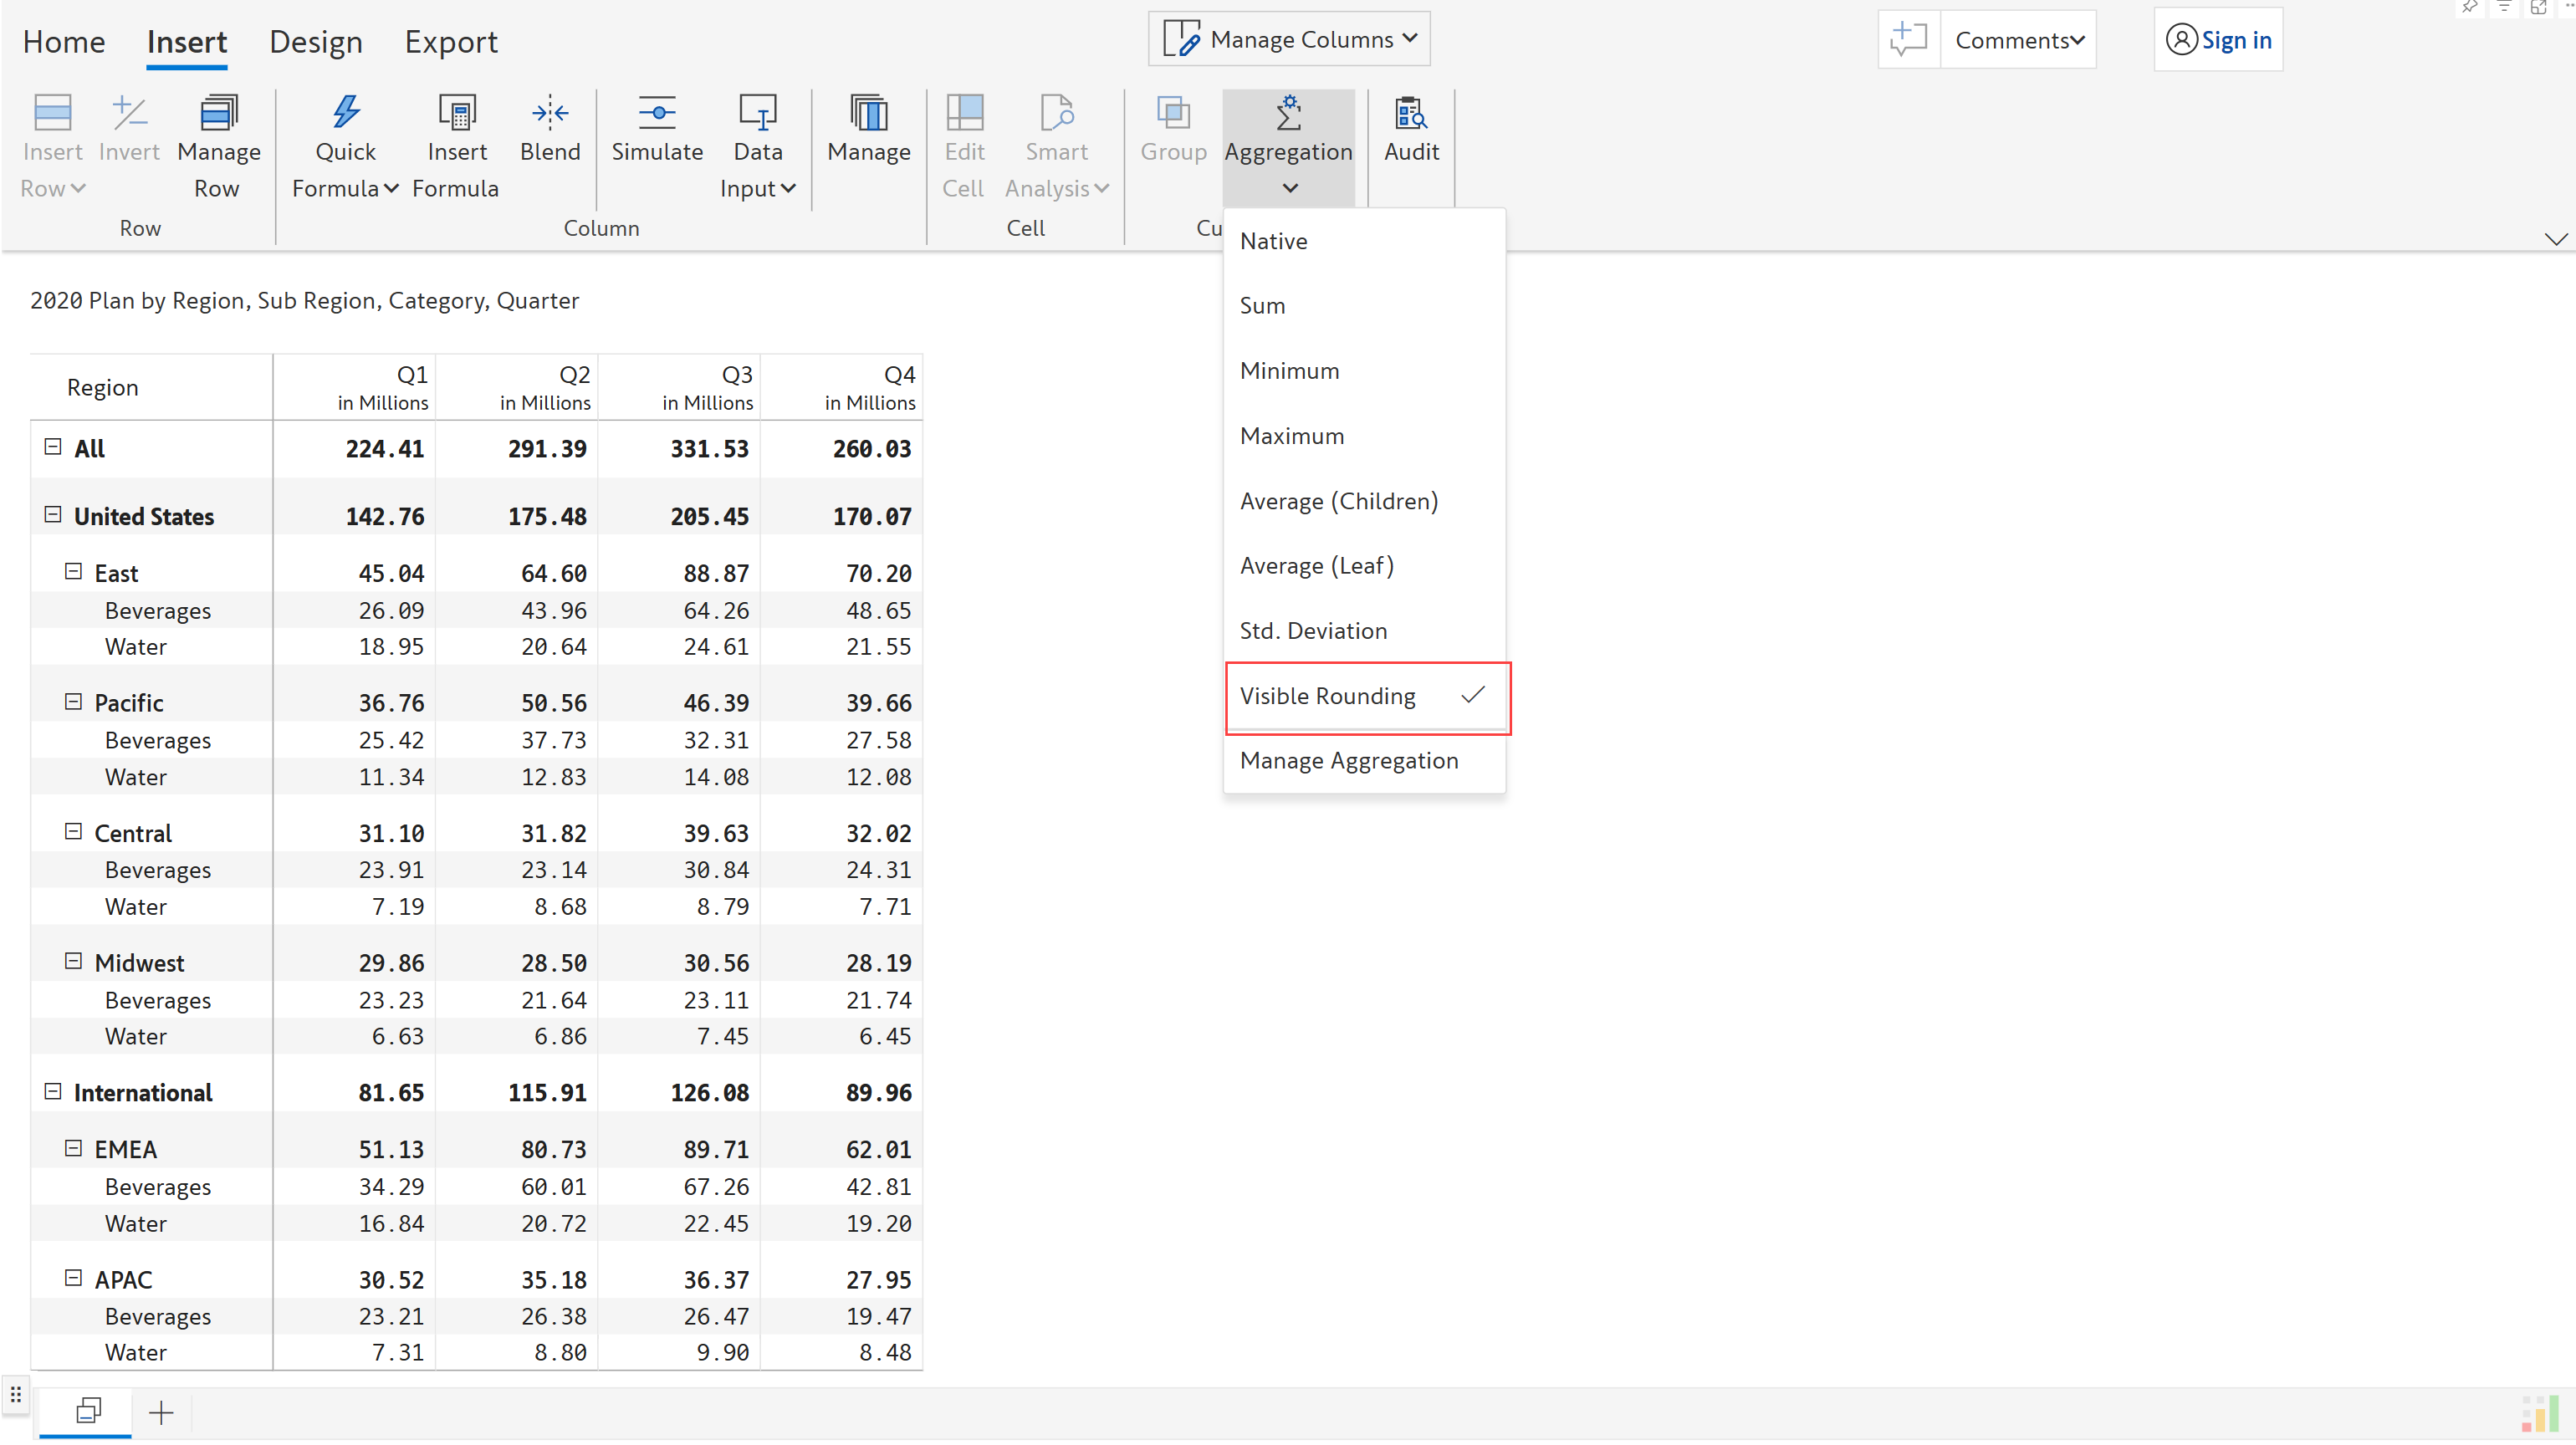 Home Insert Design Export Manage Columns Comments Sign in
Insert Row Invert Manage Row Quick Formula Insert Formula Blend Simulate Data Input Manage Edit Cell Smart Analysis Group Aggregation Audit
Row Column Cell Cu
Native
Sum
Minimum
Maximum
Average (Children)
Average (Leaf)
Std. Deviation
Visible Rounding
Manage Aggregation
2020 Plan by Region, Sub Region, Category, Quarter
Region Q1 in Millions Q2 in Millions Q3 in Millions Q4 in Millions
All 224.41 291.39 331.53 260.03
United States 142.76 175.48 205.45 170.07
East 45.04 64.60 88.87 70.20
Beverages 26.09 43.96 64.26 48.65
Water 18.95 20.64 24.61 21.55
Pacific 36.76 50.56 46.39 39.66
Beverages 25.42 37.73 32.31 27.58
Water 11.34 12.83 14.08 12.08
Central 31.10 31.82 39.63 32.02
Beverages 23.91 23.14 30.84 24.31
Water 7.19 8.68 8.79 7.71
Midwest 29.86 28.50 30.56 28.19
Beverages 23.23 21.64 23.11 21.74
Water 6.63 6.86 7.45 6.45
International 81.65 115.91 126.08 89.96
EMEA 51.13 80.73 89.71 62.01
Beverages 34.29 60.01 67.26 42.81
Water 16.84 20.72 22.45 19.20
APAC 30.52 35.18 36.37 27.95
Beverages 23.21 26.38 26.47 19.47
Water 7.31 8.80 9.90 8.48